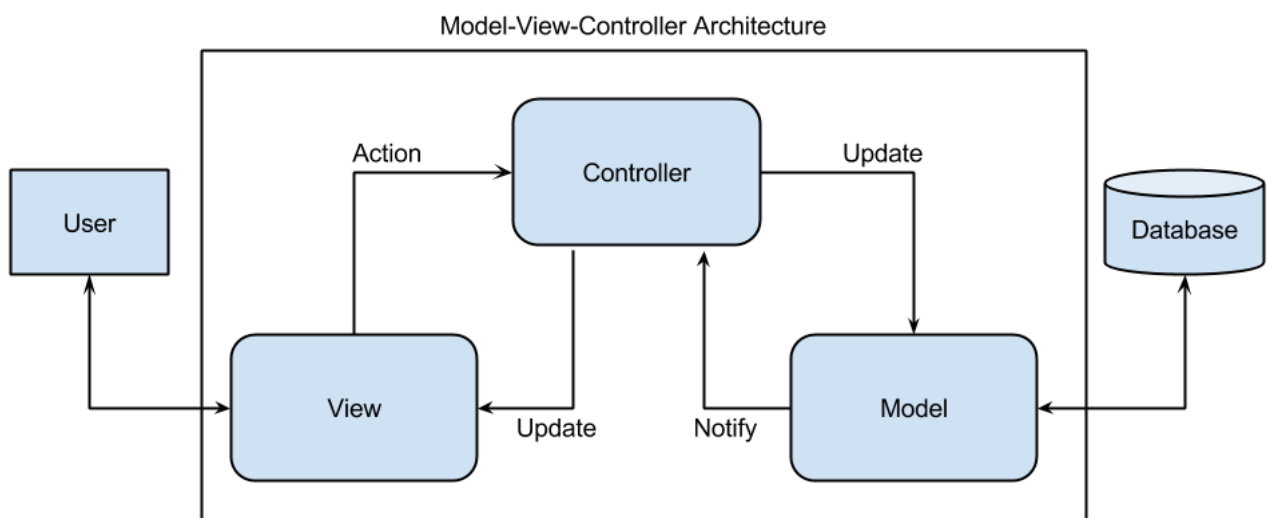 Model-View-Controller Architecture
Action
Controller
Update
User
Database
View
Update
Notify
Model